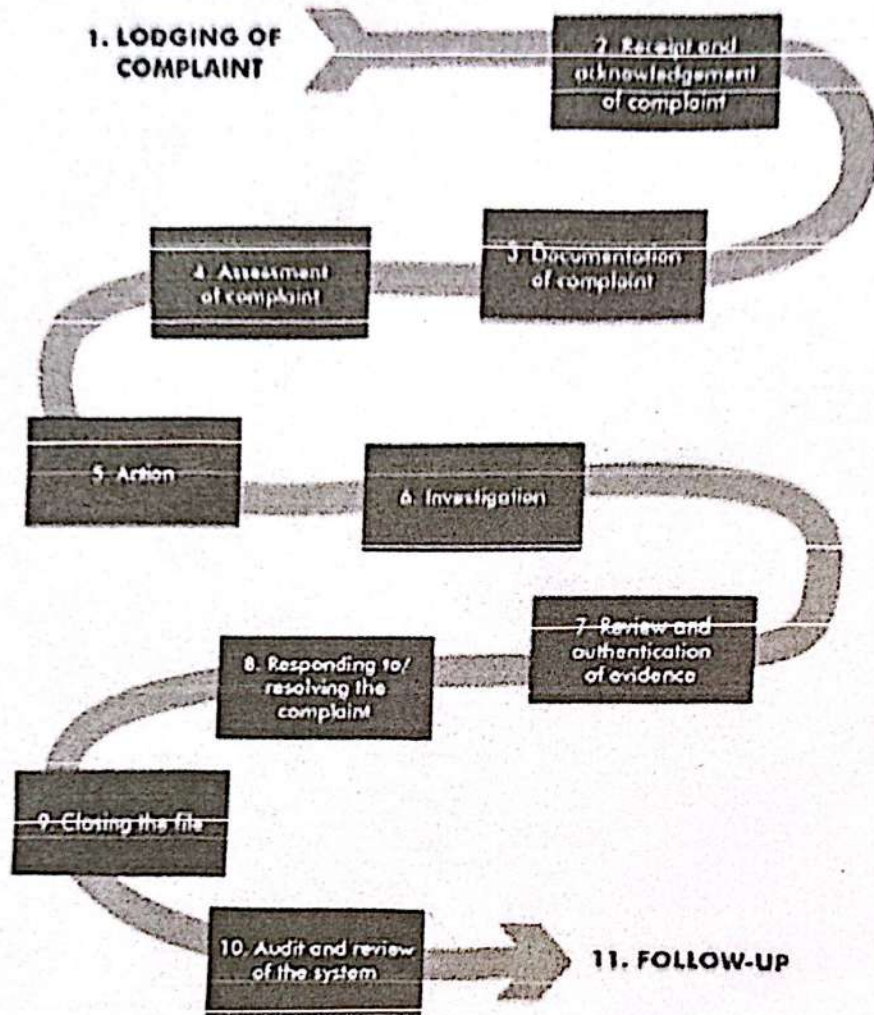 1. LODGING OF
COMPLAINT
2. Receipt and
acknowledgement
of complaint
3. Documentation
of complaint
4. Assessment
of complaint
5. Action
6. Investigation
7. Review and
authentication
of evidence
8. Responding to/
resolving the
complaint
9. Closing the file
10. Audit and review
of the system
11. FOLLOW-UP